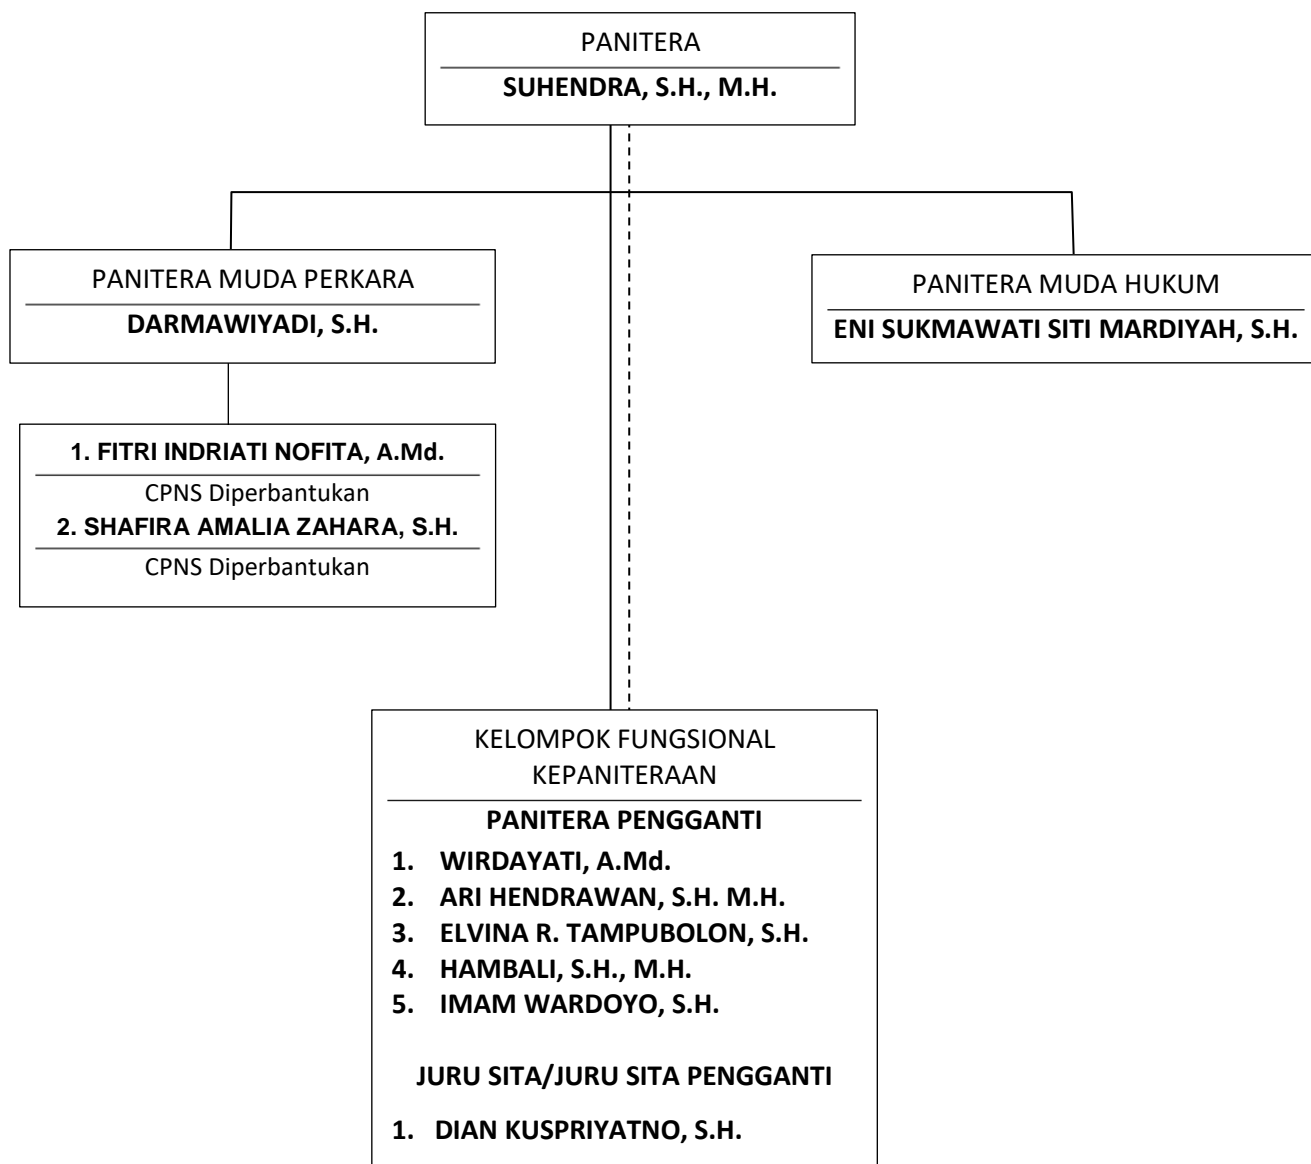 PANITERA
SUHENDRA, S.H., M.H.
PANITERA MUDA PERKARA
DARMAWIYADI, S.H.
PANITERA MUDA HUKUM
ENI SUKMAWATI SITI MARDIYAH, S.H.
1. FITRI INDRIATI NOFITA, A.Md.
CPNS Diperbantukan
2. SHAFIRA AMALIA ZAHARA, S.H.
CPNS Diperbantukan
KELOMPOK FUNGSIONAL
KEPANITERAAN
PANITERA PENGGANTI
1. WIRDAYATI, A.Md.
2. ARI HENDRAWAN, S.H. M.H.
3. ELVINA R. TAMPUBOLON, S.H.
4. HAMBALI, S.H., M.H.
5. IMAM WARDOYO, S.H.
JURU SITA/JURU SITA PENGGANTI
1. DIAN KUSPRIYATNO, S.H.